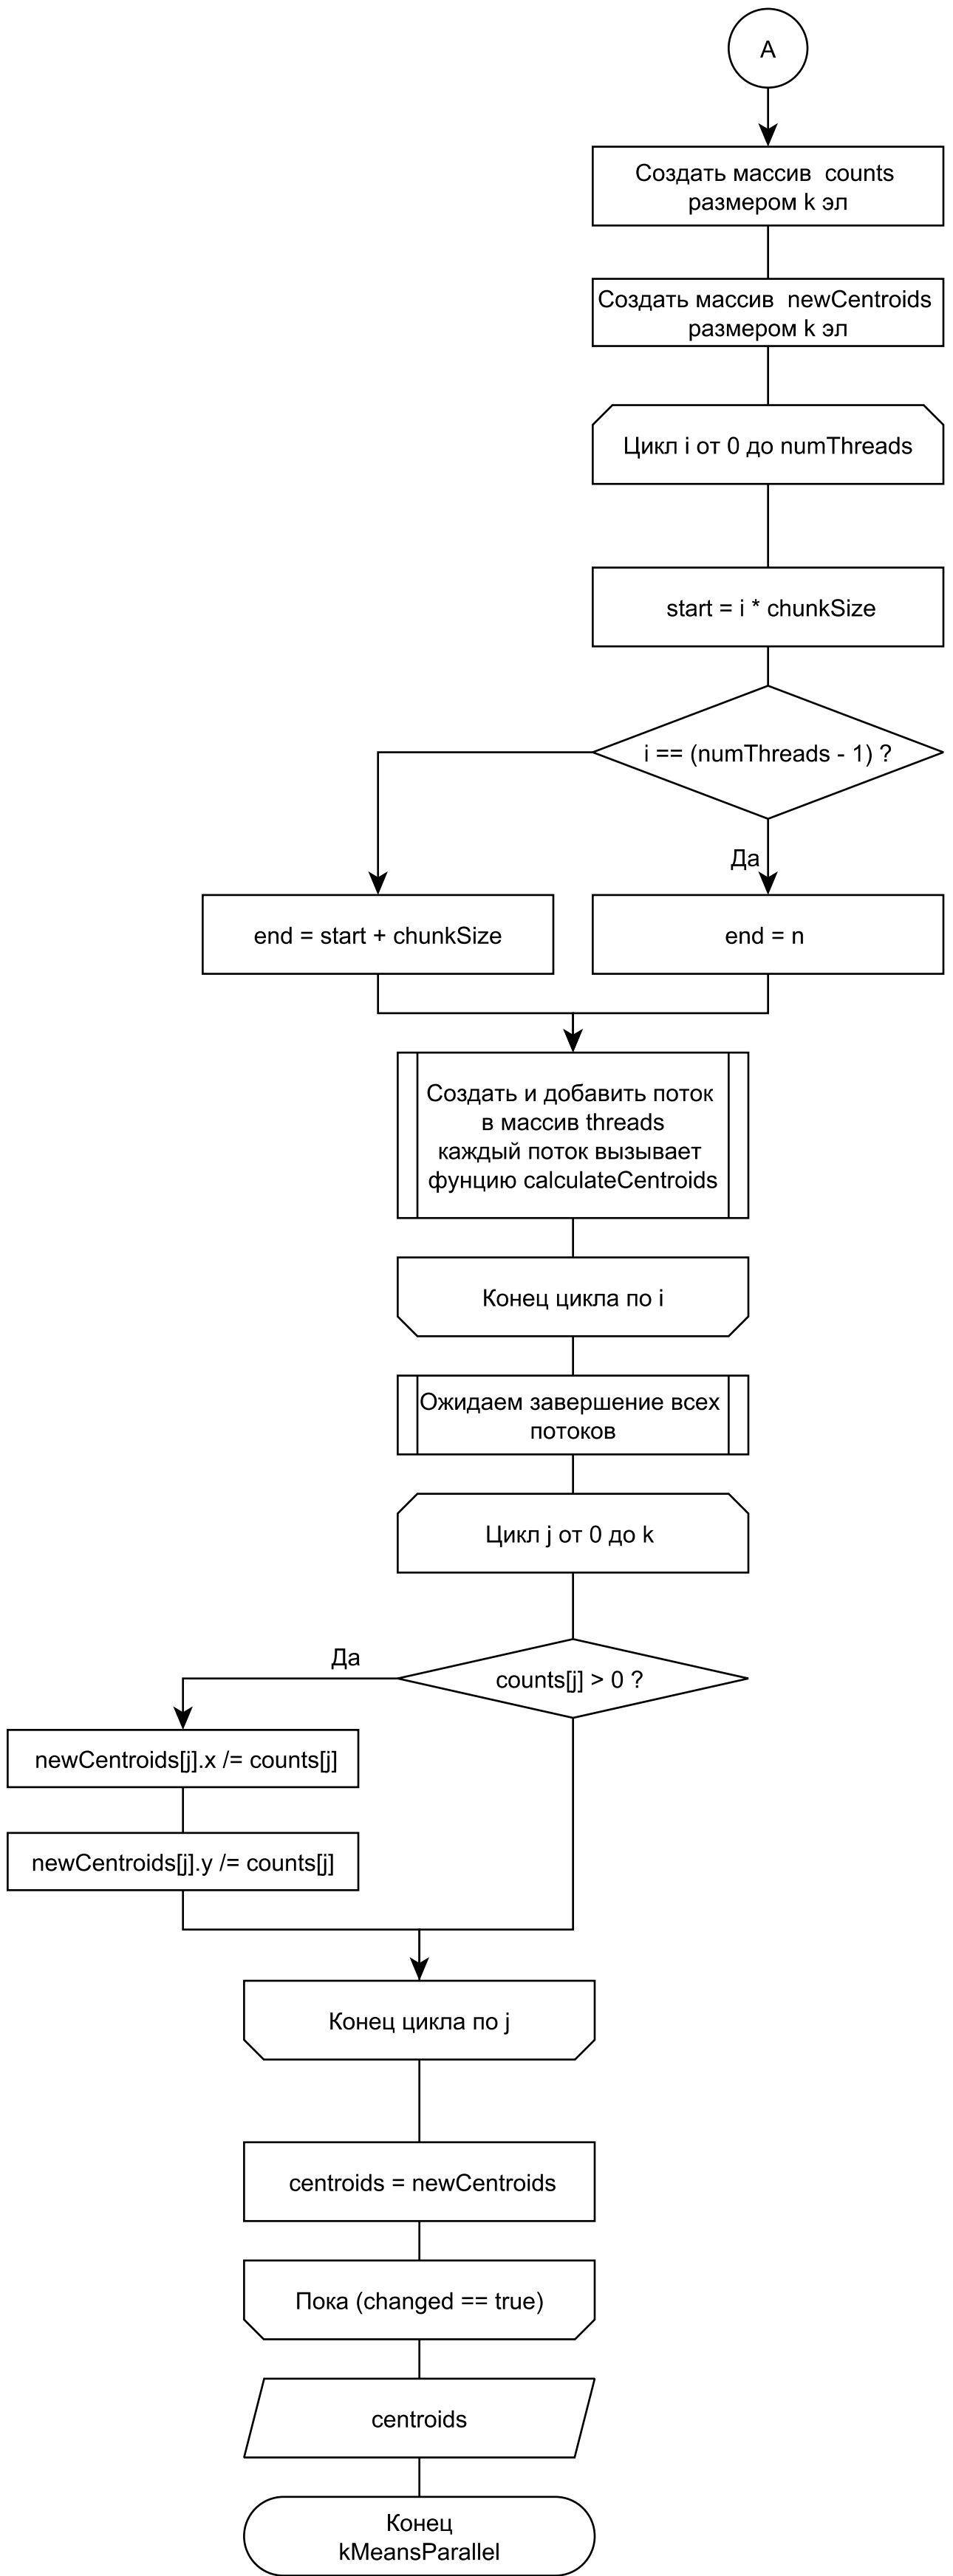 A
Создать массив counts
размером k эл
Создать массив newCentroids
размером k эл
Цикл i от 0 до numThreads
start = i * chunkSize
i == (numThreads - 1) ?
Да
end = start + chunkSize
end = n
Создать и добавить поток
в массив threads
каждый поток вызывает
фунцию calculateCentroids
Конец цикла по i
Ожидаем завершение всех
потоков
Цикл j от 0 до k
Да
counts[j] > 0 ?
newCentroids[j].x /= counts[j]
newCentroids[j].y /= counts[j]
Конец цикла по j
centroids = newCentroids
Пока (changed == true)
centroids
Конец
kMeansParallel